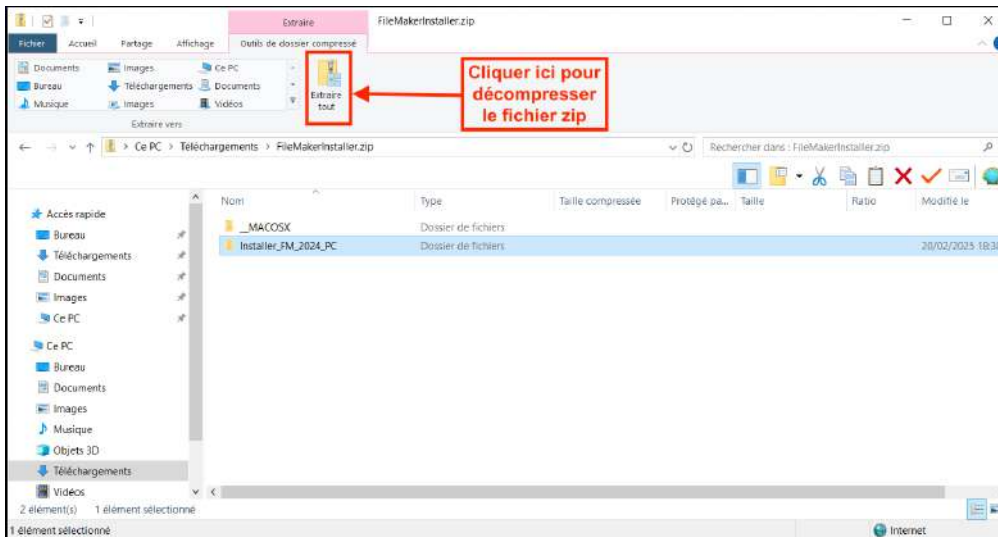 Extraire
FileMakerInstaller.zip
Fichier
Accueil
Partage
Affichage
Outils de dossier compressé
Documents
Images
Ce PC
Bureau
Téléchargements
Documents
Musique
Images
Vidéos
Extraire
tout
Extraire vers
Cliquer ici pour
décompresser
le fichier zip
Ce PC > Téléchargements > FileMakerInstaller.zip
Rechercher dans : FileMakerInstaller.zip
Nom
Type
Taille compressée
Protégé pa...
Taille
Ratio
Modifié le
__MACOSX
Dossier de fichiers
Installer_FM_2024_PC
Dossier de fichiers
20/02/2025 18:38
Accès rapide
Bureau
Téléchargements
Documents
Images
Ce PC
Ce PC
Bureau
Documents
Images
Musique
Objets 3D
Téléchargements
Vidéos
2 élément(s) 1 élément sélectionné
1 élément sélectionné
Internet